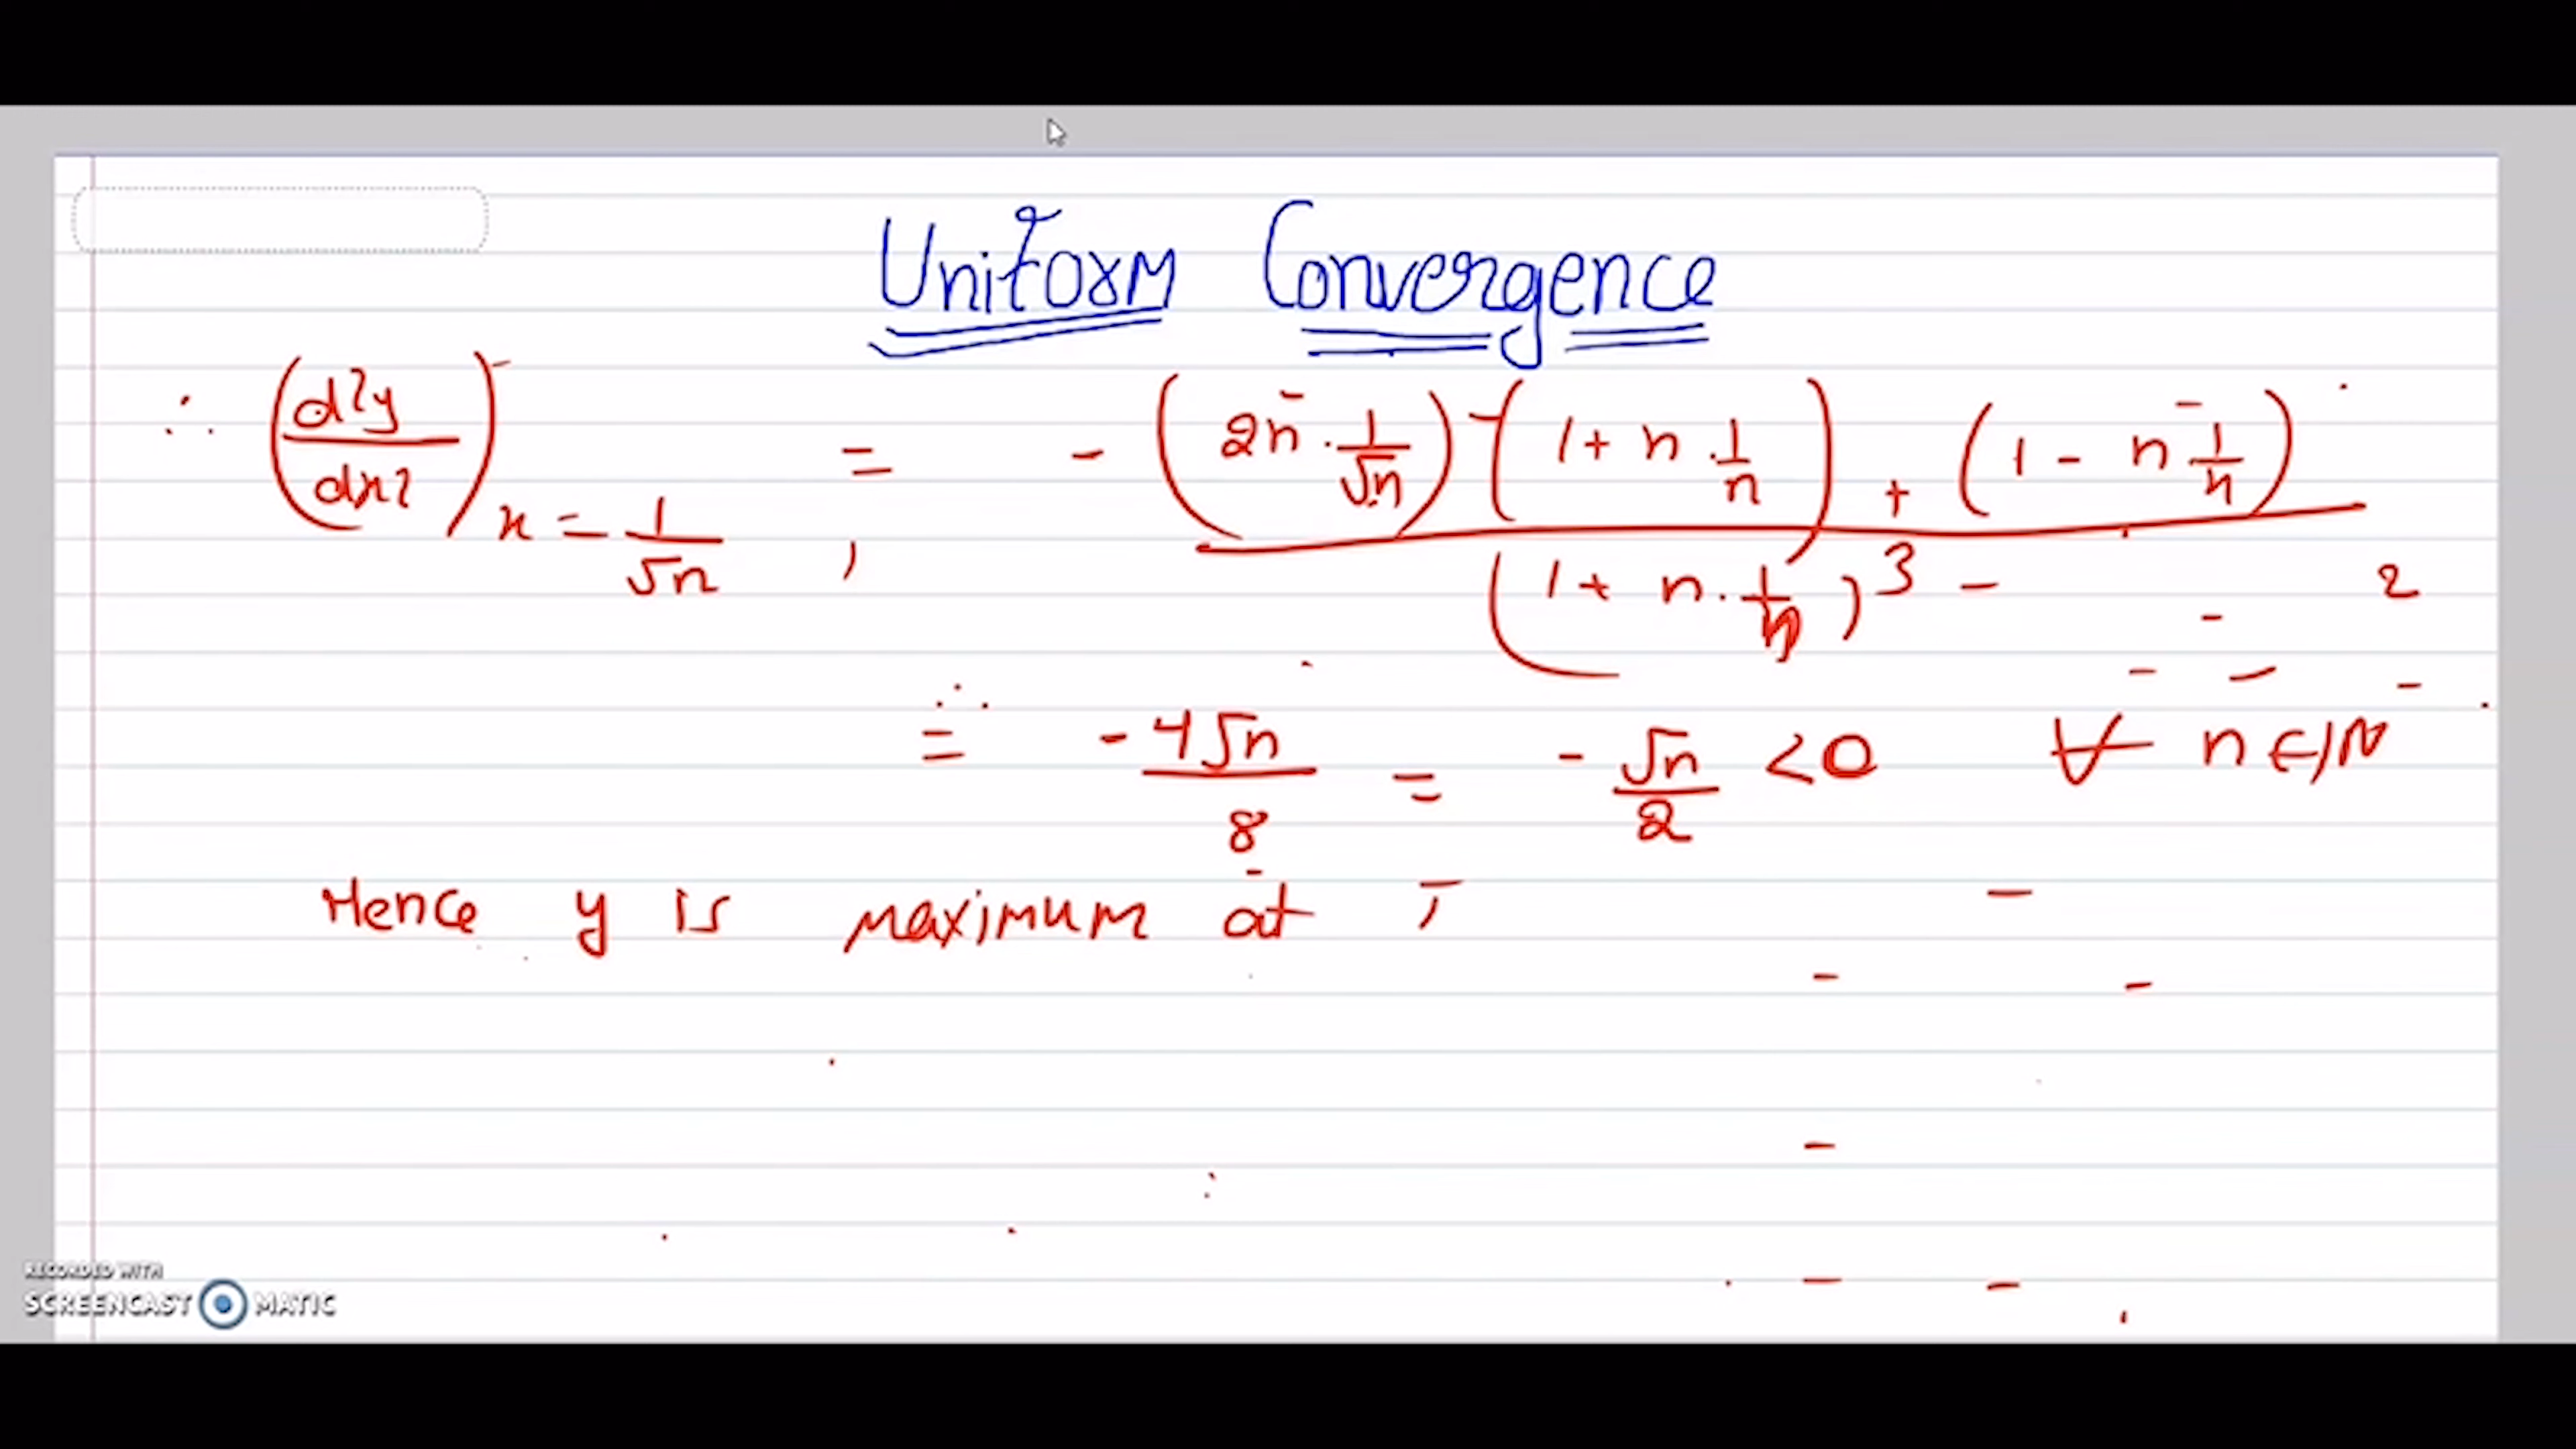 Uniform Convergence
∴ (d²y/dx²) x = 1/√n , = - (2n · 1/√n) (1 + n · 1/n) + (1 - n 1/n) / (1 + n · 1/n)³
= -4√n / 8 = - √n / 2 < 0 ∀ n ∈ ℕ
Hence y is maximum at
RECORDED WITH
SCREENCAST MATIC